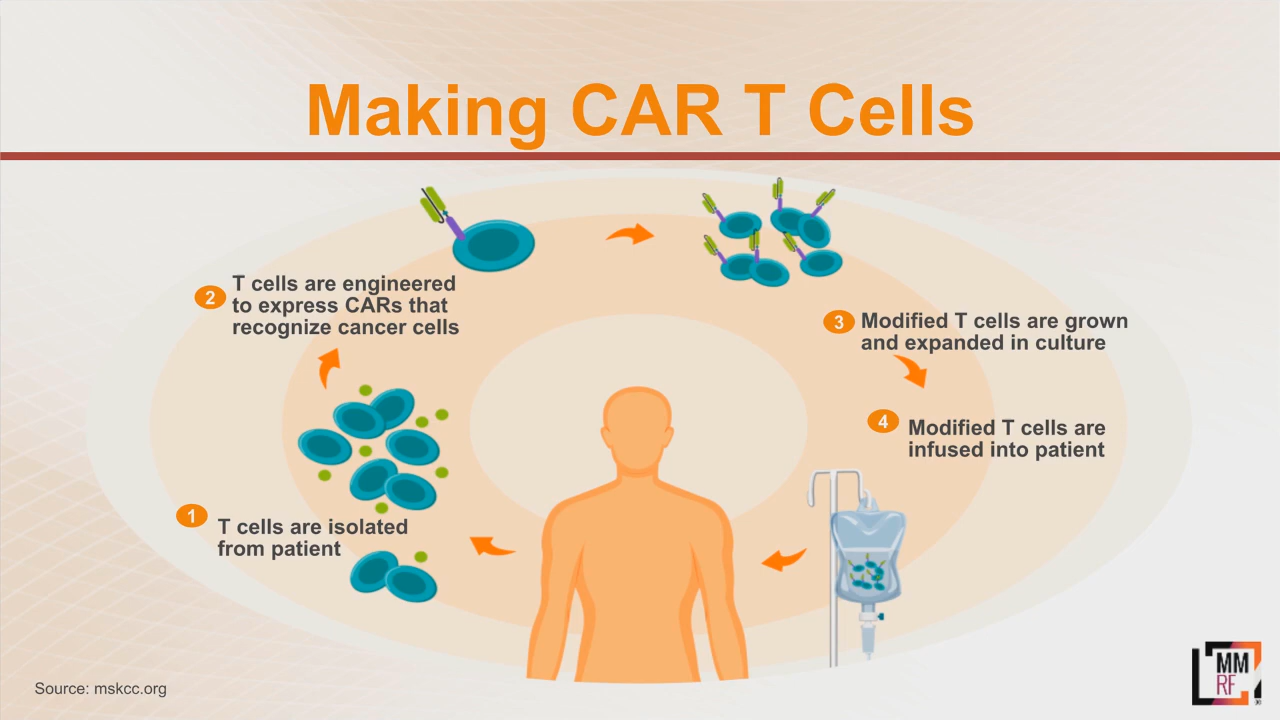 Making CAR T Cells
2
T cells are engineered
to express CARs that
recognize cancer cells
3
Modified T cells are grown
and expanded in culture
4
Modified T cells are
infused into patient
1
T cells are isolated
from patient
Source: mskcc.org
MM
RF
®